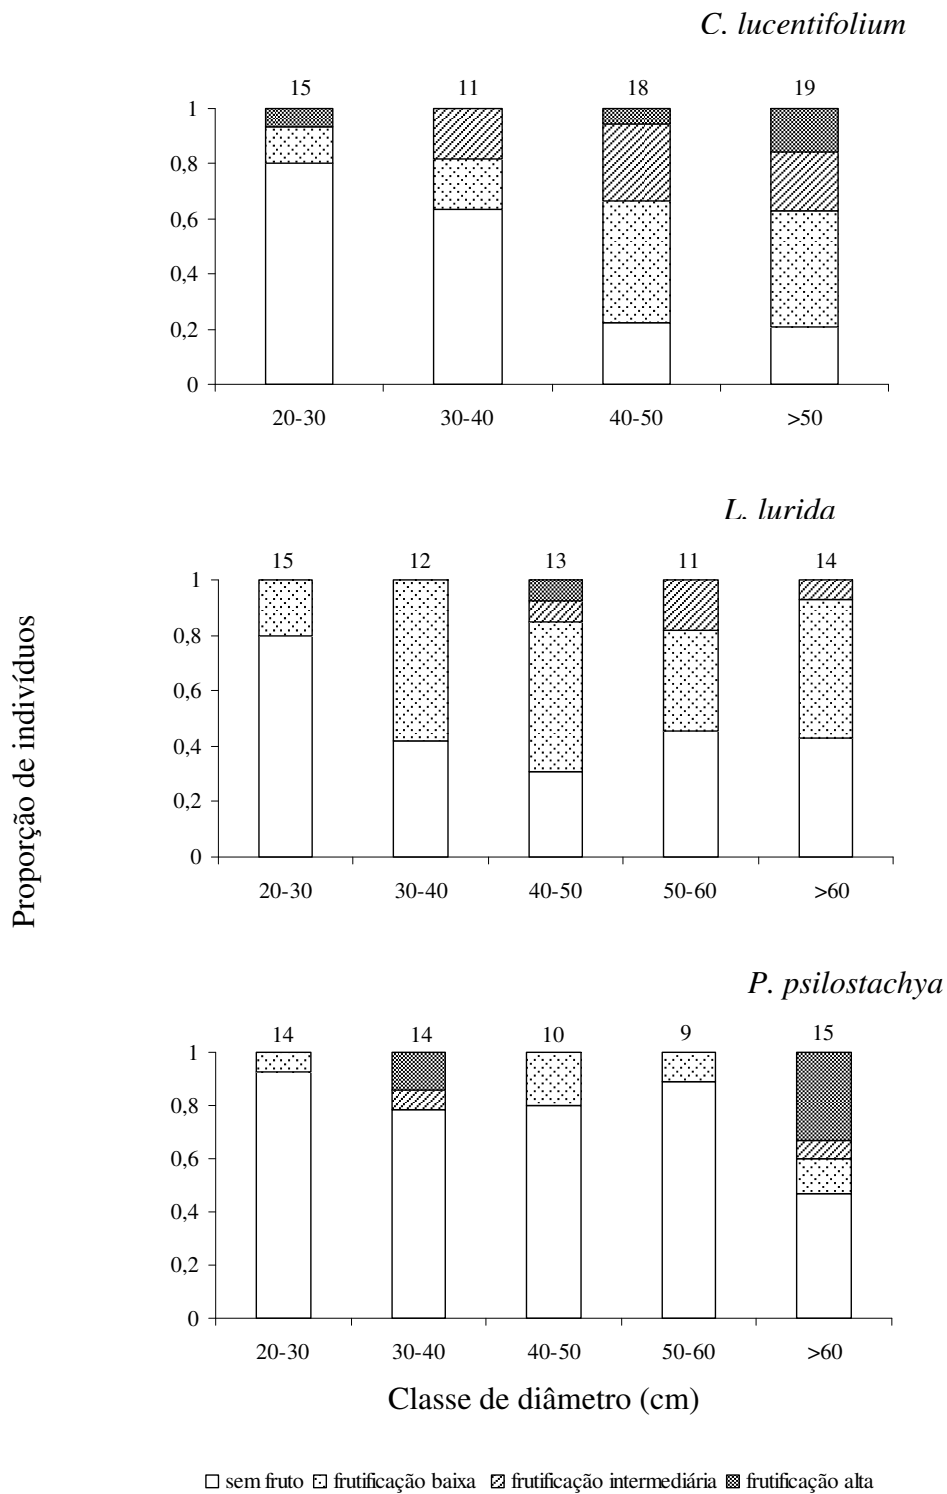 C. lucentifolium
15 11 18 19
1
0,8
0,6
0,4
0,2
0
20-30 30-40 40-50 >50
L. lurida
15 12 13 11 14
1
0,8
0,6
0,4
0,2
0
20-30 30-40 40-50 50-60 >60
Proporção de indivíduos
P. psilostachya
14 14 10 9 15
1
0,8
0,6
0,4
0,2
0
20-30 30-40 40-50 50-60 >60
Classe de diâmetro (cm)
sem fruto frutificação baixa frutificação intermediária frutificação alta